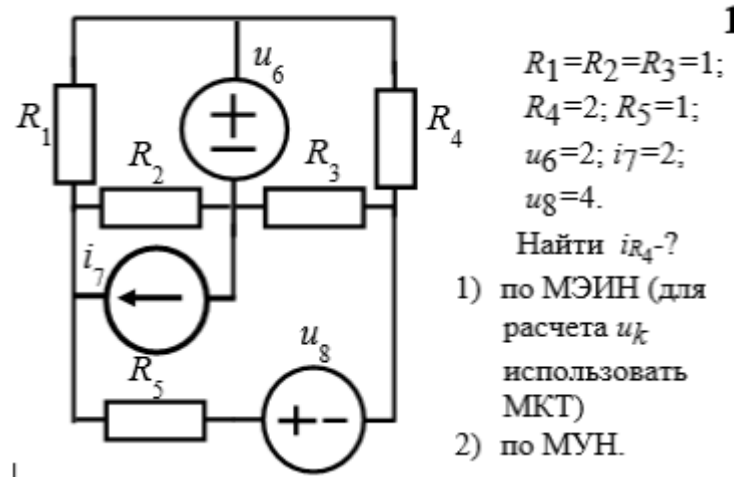 1
R1=R2=R3=1;
R4=2; R5=1;
u6=2; i7=2;
u8=4.
Найти iR4-?
1) по МЭИН (для
расчета uk
использовать
МКТ)
2) по МУН.
u6
R1
R4
R2
R3
i7
u8
R5